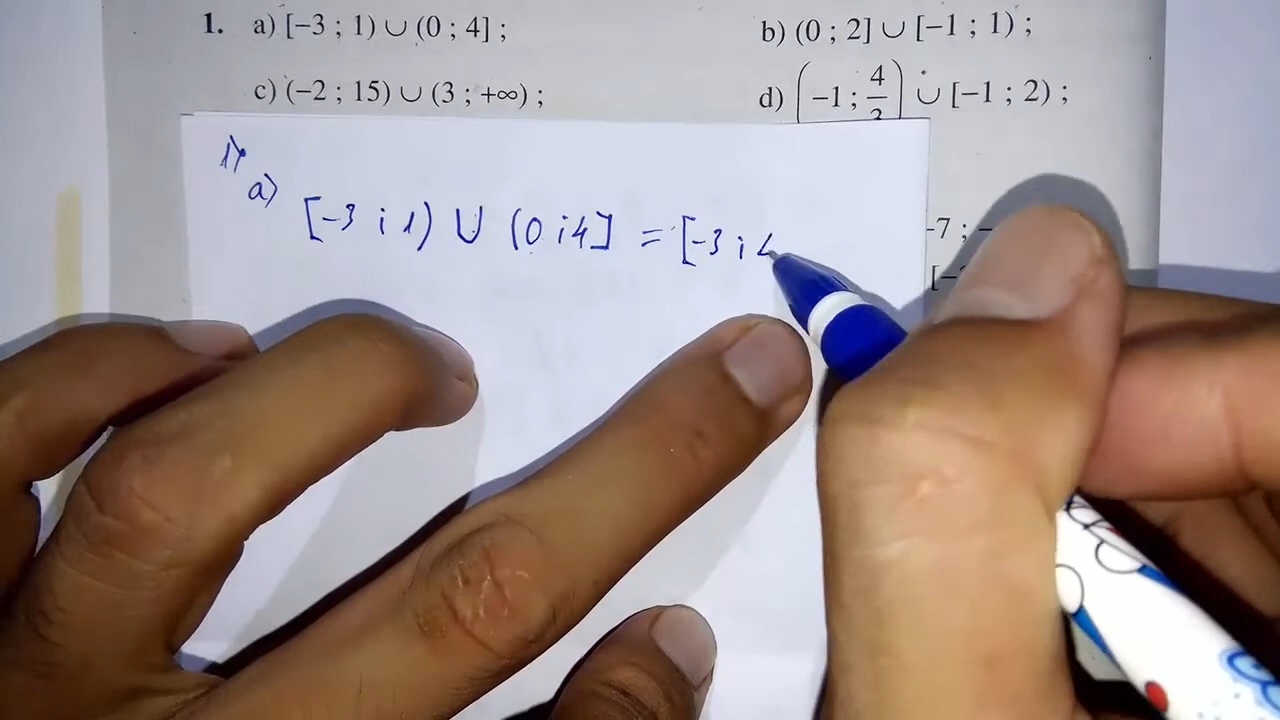 1. a) [−3 ; 1) ∪ (0 ; 4] ; b) (0 ; 2] ∪ [−1 ; 1) ;
c) (−2 ; 15) ∪ (3 ; +∞) ; d) (−1 ; 4/3) ∪ [−1 ; 2) ;
1)
a) [-3 ; 1) ∪ (0 ; 4] = [-3 ; 4
-7 ; -
[-